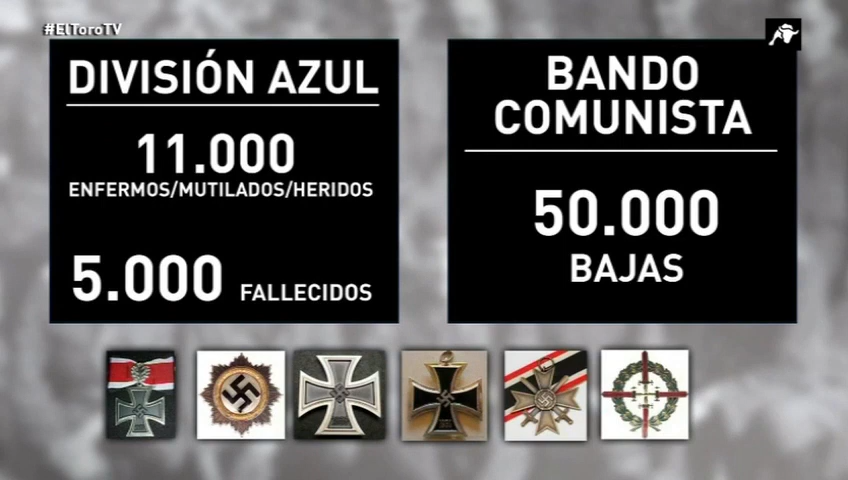 #ElToroTV
DIVISIÓN AZUL
11.000
ENFERMOS/MUTILADOS/HERIDOS
5.000 FALLECIDOS
BANDO
COMUNISTA
50.000
BAJAS